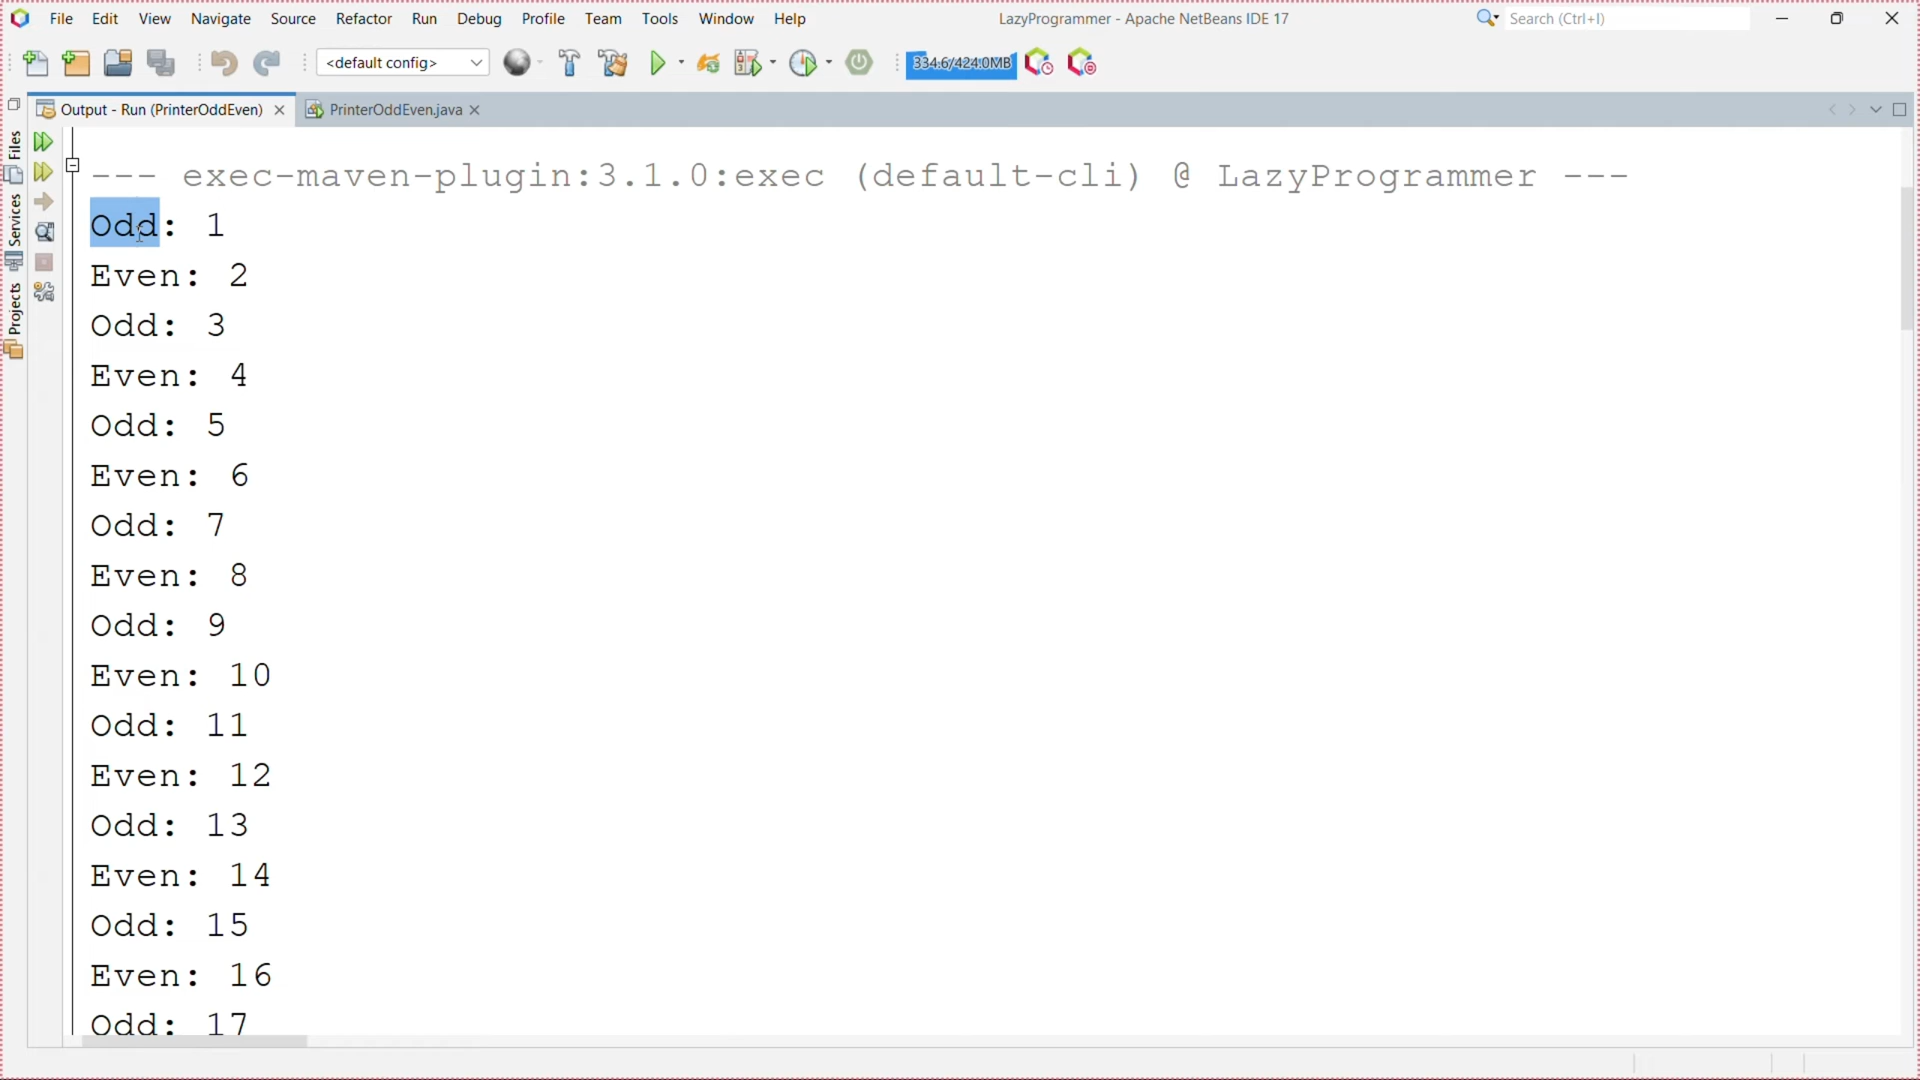 File Edit View Navigate Source Refactor Run Debug Profile Team Tools Window Help
LazyProgrammer - Apache NetBeans IDE 17
Search (Ctrl+I)
<default config>
334.6/424.0MB
Output - Run (PrinterOddEven)
PrinterOddEven.java
Files
Services
Projects
--- exec-maven-plugin:3.1.0:exec (default-cli) @ LazyProgrammer ---
Odd: 1
Even: 2
Odd: 3
Even: 4
Odd: 5
Even: 6
Odd: 7
Even: 8
Odd: 9
Even: 10
Odd: 11
Even: 12
Odd: 13
Even: 14
Odd: 15
Even: 16
Odd: 17